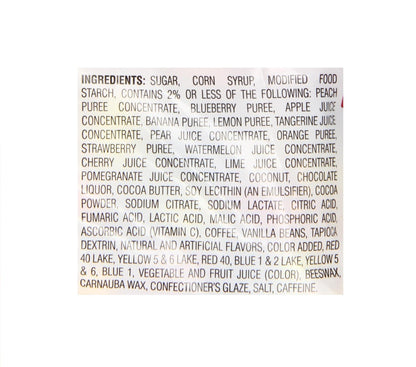 INGREDIENTS: SUGAR, CORN SYRUP, MODIFIED FOOD
STARCH, CONTAINS 2% OR LESS OF THE FOLLOWING: PEACH
PUREE CONCENTRATE, BLUEBERRY PUREE, APPLE JUICE
CONCENTRATE, BANANA PUREE, LEMON PUREE, TANGERINE JUICE
CONCENTRATE, PEAR JUICE CONCENTRATE, ORANGE PUREE,
STRAWBERRY PUREE, WATERMELON JUICE CONCENTRATE,
CHERRY JUICE CONCENTRATE, LIME JUICE CONCENTRATE,
POMEGRANATE JUICE CONCENTRATE, COCONUT, CHOCOLATE
LIQUOR, COCOA BUTTER, SOY LECITHIN (AN EMULSIFIER), COCOA
POWDER, SODIUM CITRATE, SODIUM LACTATE, CITRIC ACID,
FUMARIC ACID, LACTIC ACID, MALIC ACID, PHOSPHORIC ACID,
ASCORBIC ACID (VITAMIN C), COFFEE, VANILLA BEANS, TAPIOCA
DEXTRIN, NATURAL AND ARTIFICIAL FLAVORS, COLOR ADDED, RED
40 LAKE, YELLOW 5 & 6 LAKE, RED 40, BLUE 1 & 2 LAKE, YELLOW 5
& 6, BLUE 1, VEGETABLE AND FRUIT JUICE (COLOR), BEESWAX,
CARNAUBA WAX, CONFECTIONER'S GLAZE, SALT, CAFFEINE.